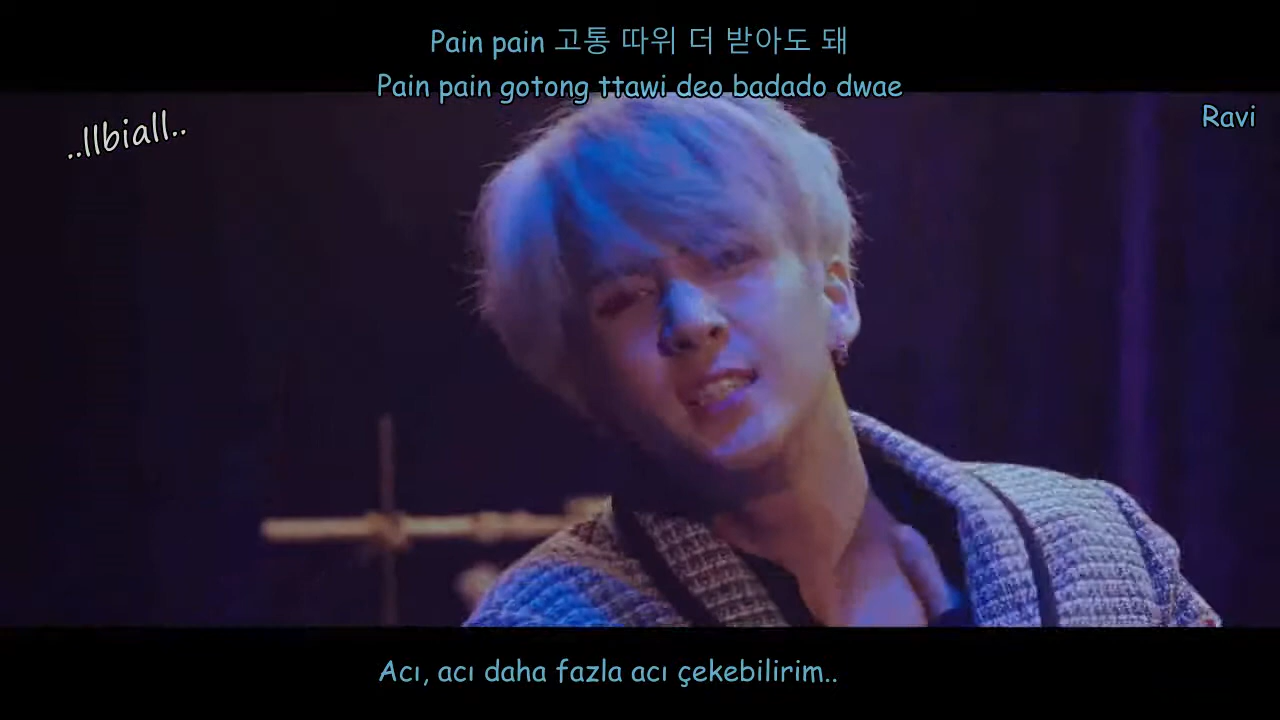 Pain pain 고통 따위 더 받아도 돼
Pain pain gotong ttawi deo badado dwae
Ravi
..llbiall..
Acı, acı daha fazla acı çekebilirim..